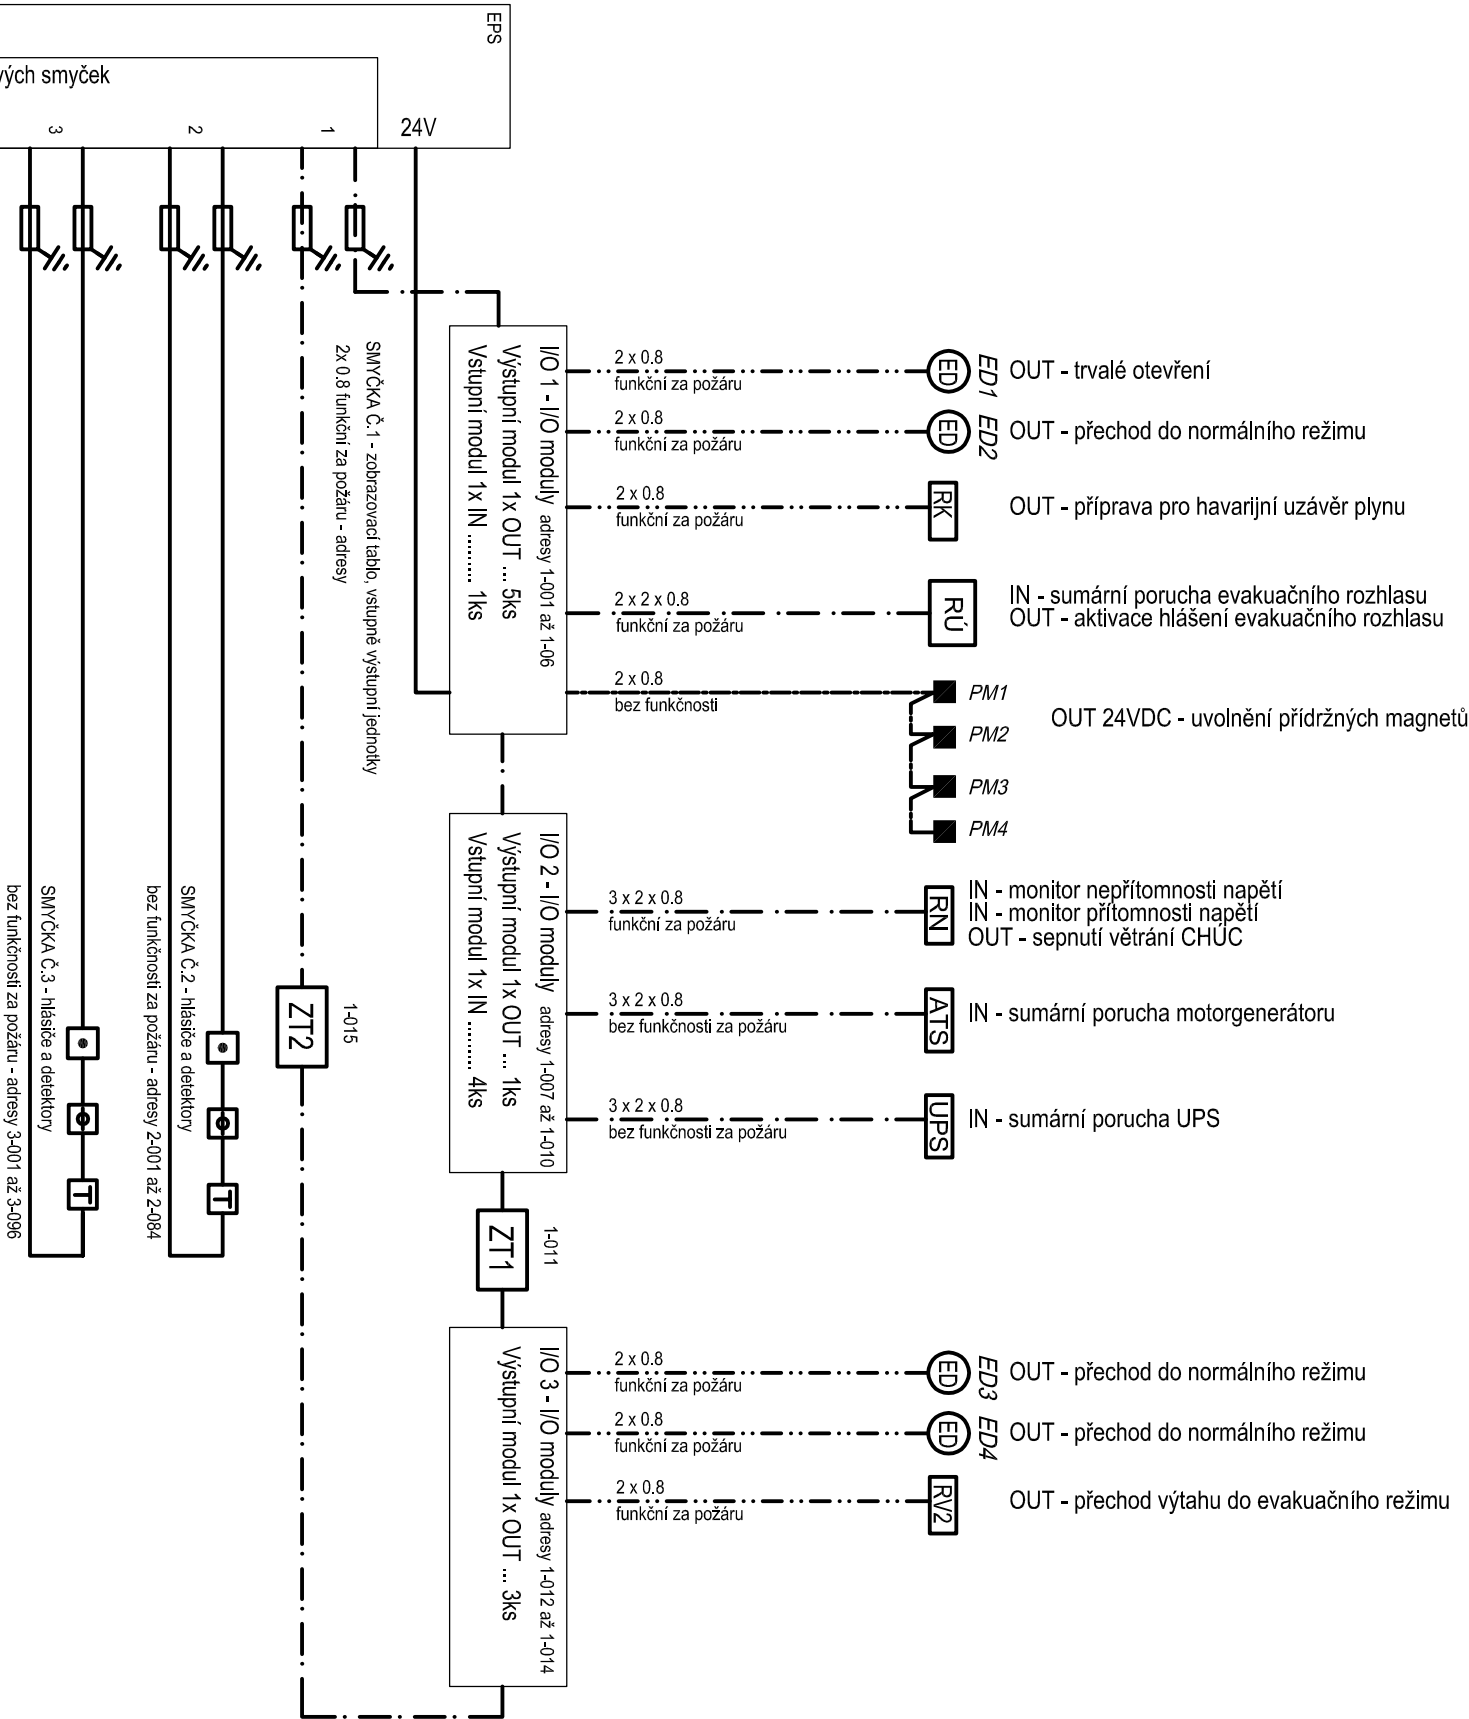 EPS
vých smyček
3
2
1
24V
SMYČKA Č.1 - zobrazovací tablo, vstupně výstupní jednotky
2x 0.8 funkční za požáru - adresy
I/O 1 - I/O moduly adresy 1-001 až 1-06
Výstupní modul 1x OUT ... 5ks
Vstupní modul 1x IN ......... 1ks
2 x 0.8
funkční za požáru
ED
ED1
OUT - trvalé otevření
2 x 0.8
funkční za požáru
ED
ED2
OUT - přechod do normálního režimu
2 x 0.8
funkční za požáru
RK
OUT - příprava pro havarijní uzávěr plynu
2 x 2 x 0.8
funkční za požáru
RÚ
IN - sumární porucha evakuačního rozhlasu
OUT - aktivace hlášení evakuačního rozhlasu
2 x 0.8
bez funkčnosti
PM1
PM2
PM3
PM4
OUT 24VDC - uvolnění přídržných magnetů
I/O 2 - I/O moduly adresy 1-007 až 1-010
Výstupní modul 1x OUT ... 1ks
Vstupní modul 1x IN ......... 4ks
3 x 2 x 0.8
funkční za požáru
RN
IN - monitor nepřítomnosti napětí
IN - monitor přítomnosti napětí
OUT - sepnutí větrání CHÚC
3 x 2 x 0.8
bez funkčnosti za požáru
ATS
IN - sumární porucha motorgenerátoru
3 x 2 x 0.8
bez funkčnosti za požáru
UPS
IN - sumární porucha UPS
SMYČKA Č.3 - hlásiče a detektory
bez funkčnosti za požáru - adresy 3-001 až 3-096
T
SMYČKA Č.2 - hlásiče a detektory
bez funkčnosti za požáru - adresy 2-001 až 2-084
T
1-015
ZT2
1-011
ZT1
I/O 3 - I/O moduly adresy 1-012 až 1-014
Výstupní modul 1x OUT ... 3ks
2 x 0.8
funkční za požáru
ED
ED3
OUT - přechod do normálního režimu
2 x 0.8
funkční za požáru
ED
ED4
OUT - přechod do normálního režimu
2 x 0.8
funkční za požáru
RV2
OUT - přechod výtahu do evakuačního režimu